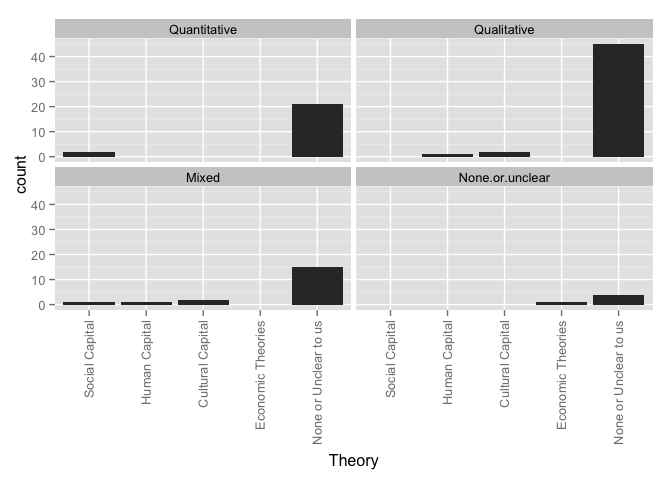 Quantitative
Qualitative
40
30
20
10
0
count
Mixed
None.or.unclear
40
30
20
10
0
Social Capital
Human Capital
Cultural Capital
Economic Theories
None or Unclear to us
Social Capital
Human Capital
Cultural Capital
Economic Theories
None or Unclear to us
Theory